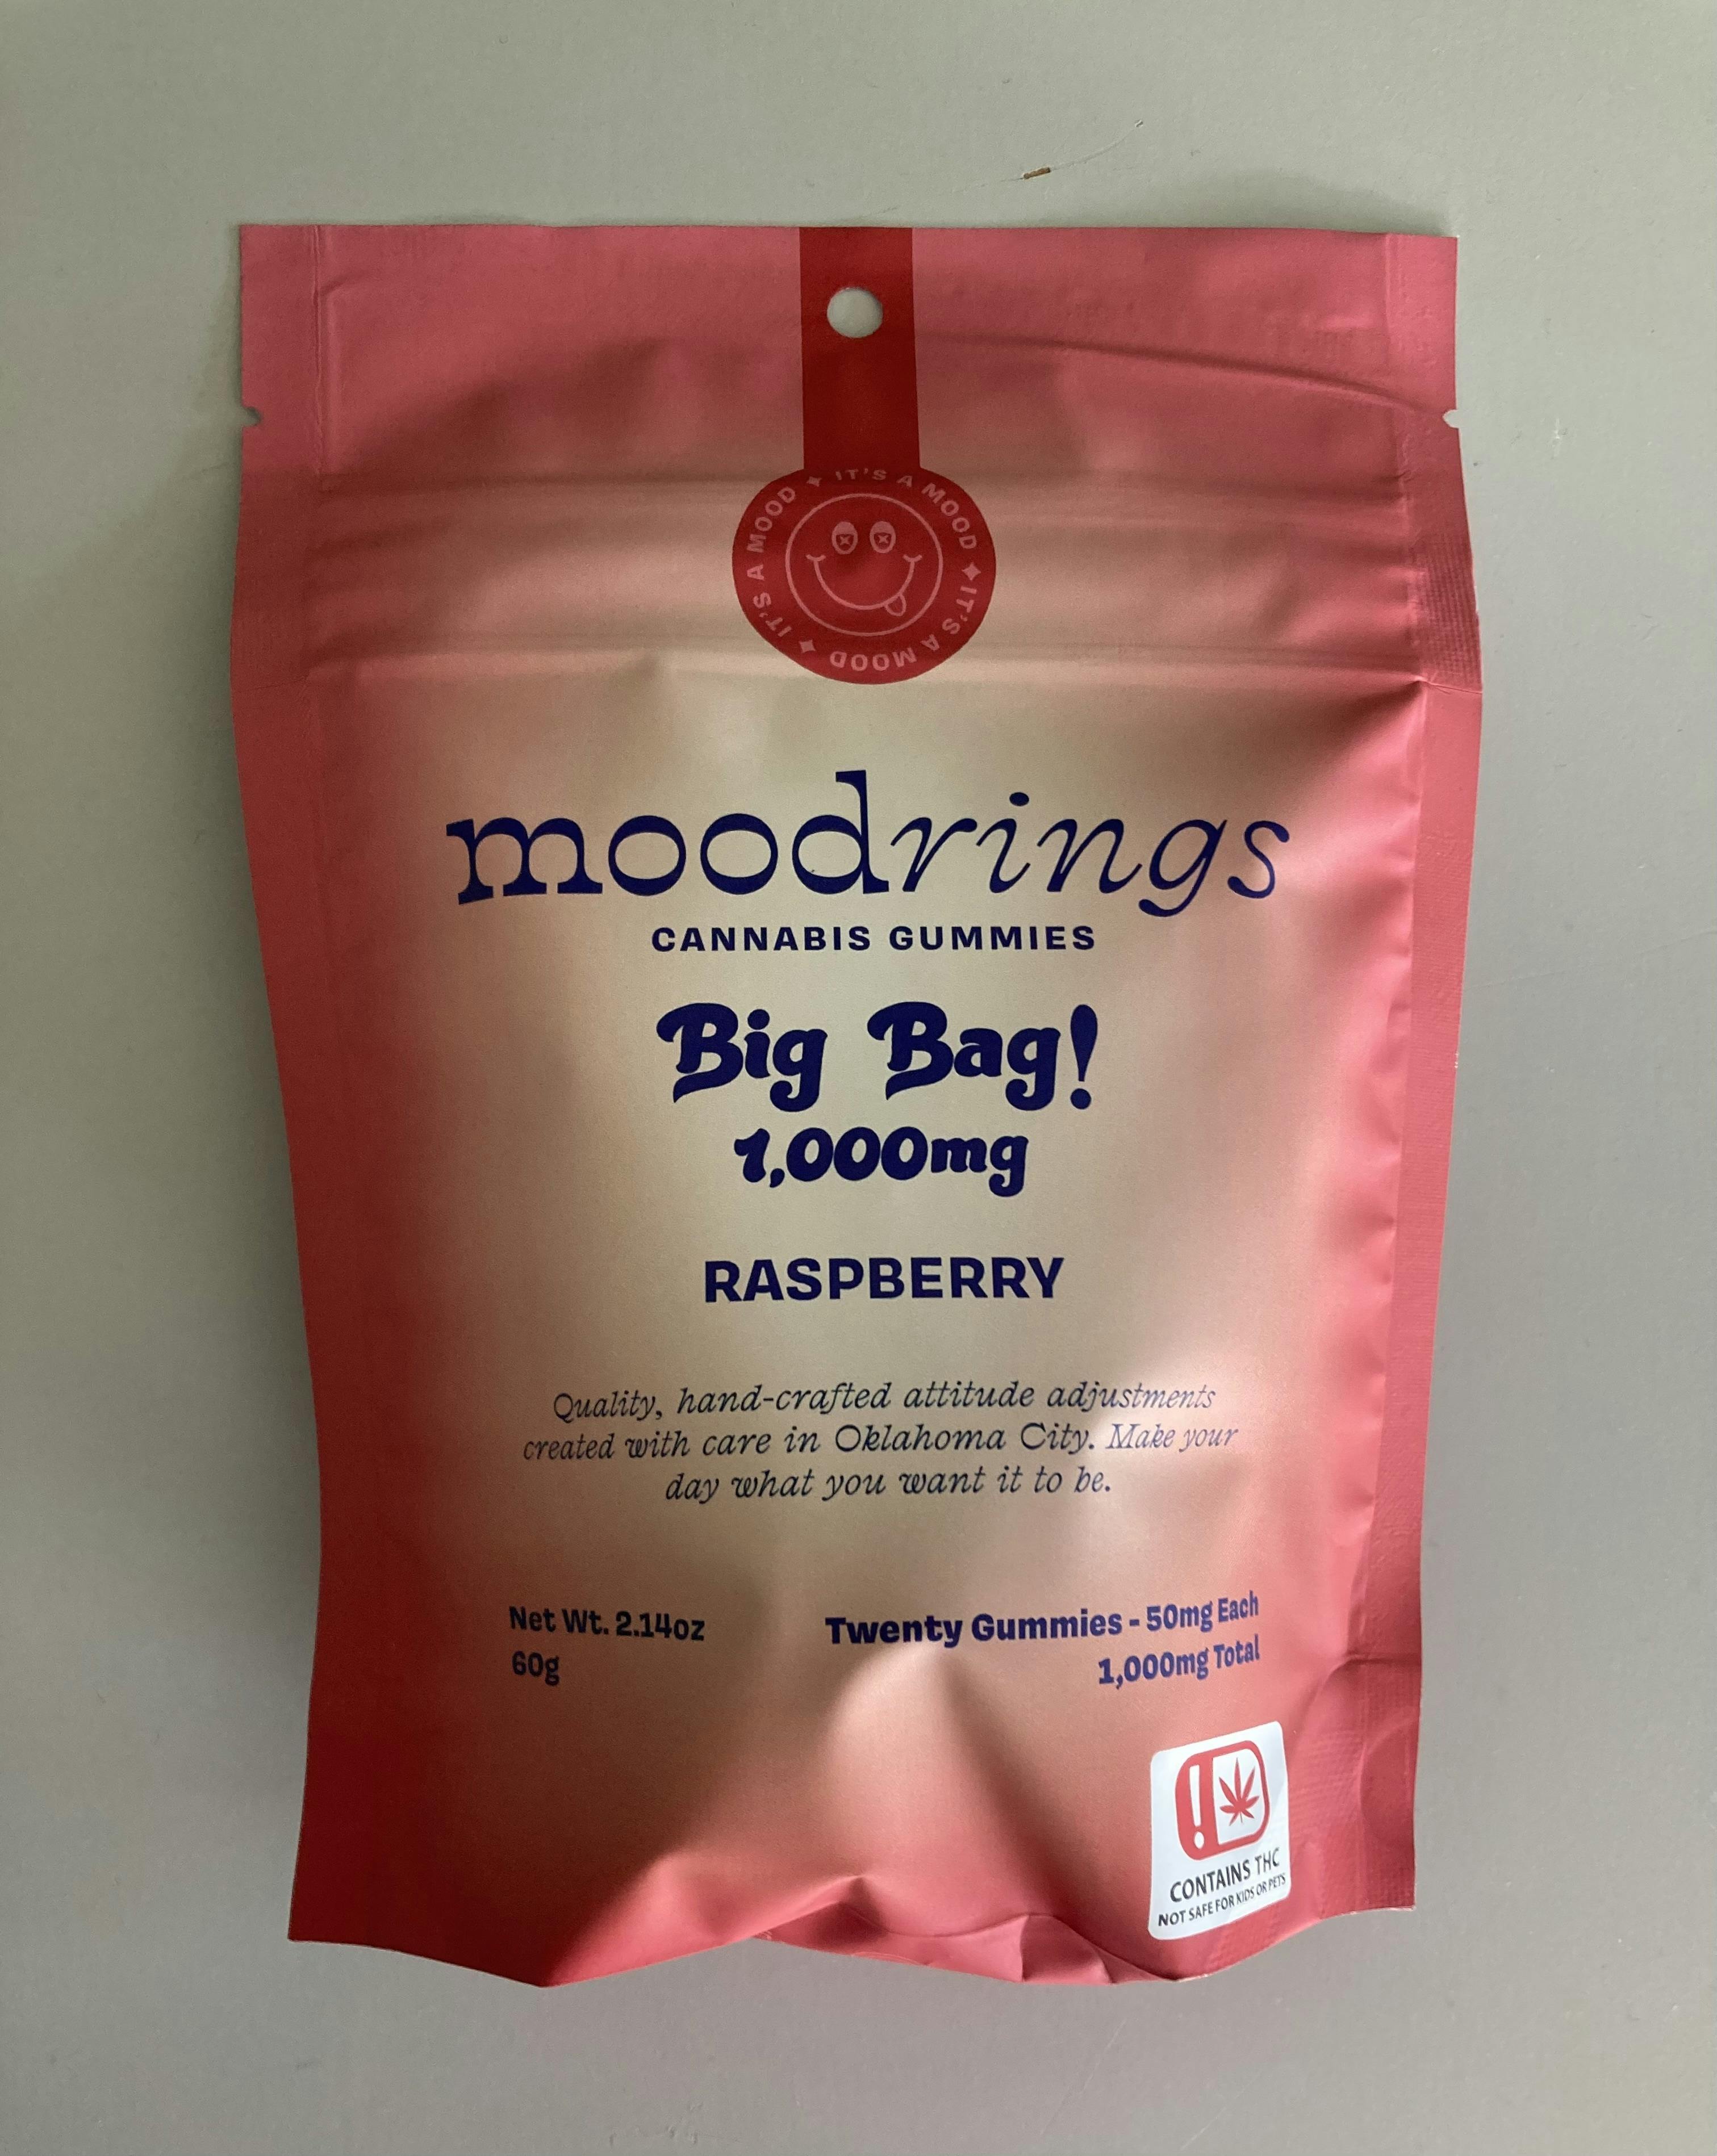 IT'S A MOOD ✦ IT'S A MOOD ✦ IT'S A MOOD ✦
moodrings
CANNABIS GUMMIES
Big Bag!
1,000mg
RASPBERRY
Quality, hand-crafted attitude adjustments
created with care in Oklahoma City. Make your
day what you want it to be.
Net Wt. 2.14oz
60g
Twenty Gummies - 50mg Each
1,000mg Total
CONTAINS THC
NOT SAFE FOR KIDS OR PETS